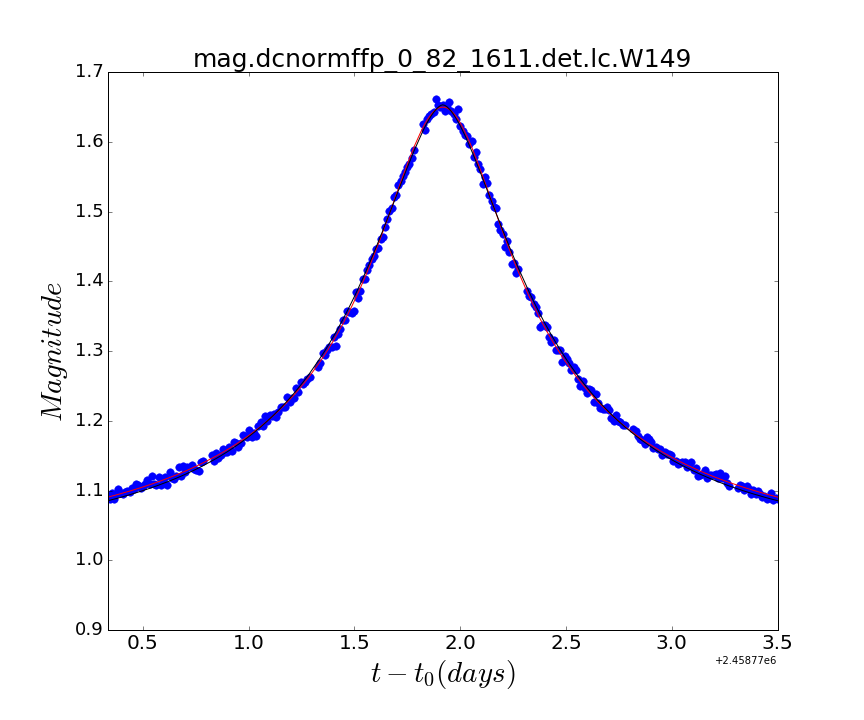 mag.dcnormffp_0_82_1611.det.lc.W149
1.7
1.6
1.5
1.4
1.3
1.2
1.1
1.0
0.9
Magnitude
0.5 1.0 1.5 2.0 2.5 3.0 3.5
+2.45877e6
t − t₀(days)